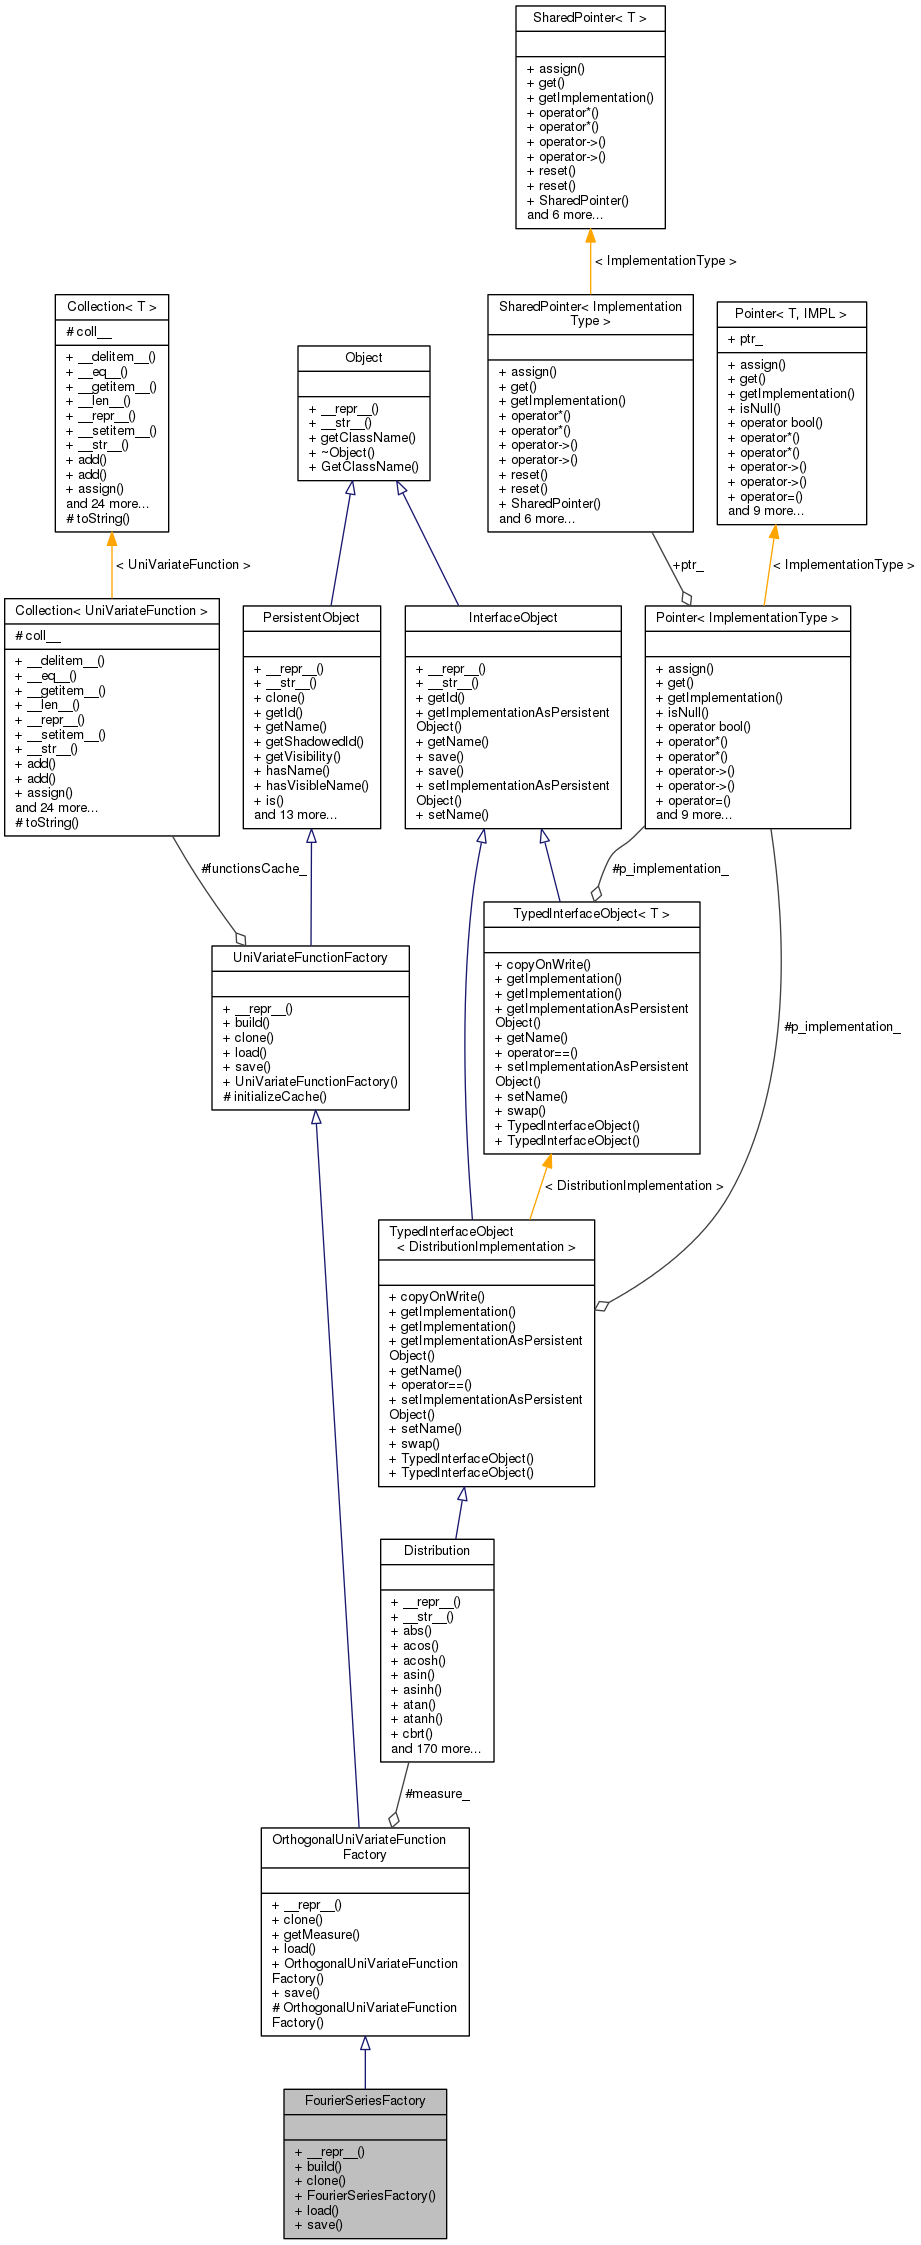 SharedPointer< T >
+ assign()
+ get()
+ getImplementation()
+ operator*()
+ operator*()
+ operator->()
+ operator->()
+ reset()
+ reset()
+ SharedPointer()
and 6 more...
< ImplementationType >
Collection< T >
# coll__
+ __delitem__()
+ __eq__()
+ __getitem__()
+ __len__()
+ __repr__()
+ __setitem__()
+ __str__()
+ add()
+ add()
+ assign()
and 24 more...
# toString()
Object
+ __repr__()
+ __str__()
+ getClassName()
+ ~Object()
+ GetClassName()
SharedPointer< Implementation
Type >
+ assign()
+ get()
+ getImplementation()
+ operator*()
+ operator*()
+ operator->()
+ operator->()
+ reset()
+ reset()
+ SharedPointer()
and 6 more...
Pointer< T, IMPL >
+ ptr_
+ assign()
+ get()
+ getImplementation()
+ isNull()
+ operator bool()
+ operator*()
+ operator*()
+ operator->()
+ operator->()
+ operator=()
and 9 more...
< UniVariateFunction >
+ptr_
< ImplementationType >
Collection< UniVariateFunction >
# coll__
+ __delitem__()
+ __eq__()
+ __getitem__()
+ __len__()
+ __repr__()
+ __setitem__()
+ __str__()
+ add()
+ add()
+ assign()
and 24 more...
# toString()
PersistentObject
+ __repr__()
+ __str__()
+ clone()
+ getId()
+ getName()
+ getShadowedId()
+ getVisibility()
+ hasName()
+ hasVisibleName()
+ is()
and 13 more...
InterfaceObject
+ __repr__()
+ __str__()
+ getId()
+ getImplementationAsPersistent
Object()
+ getName()
+ save()
+ save()
+ setImplementationAsPersistent
Object()
+ setName()
Pointer< ImplementationType >
+ assign()
+ get()
+ getImplementation()
+ isNull()
+ operator bool()
+ operator*()
+ operator*()
+ operator->()
+ operator->()
+ operator=()
and 9 more...
#functionsCache_
#p_implementation_
UniVariateFunctionFactory
+ __repr__()
+ build()
+ clone()
+ load()
+ save()
+ UniVariateFunctionFactory()
# initializeCache()
TypedInterfaceObject< T >
+ copyOnWrite()
+ getImplementation()
+ getImplementation()
+ getImplementationAsPersistent
Object()
+ getName()
+ operator==()
+ setImplementationAsPersistent
Object()
+ setName()
+ swap()
+ TypedInterfaceObject()
+ TypedInterfaceObject()
#p_implementation_
< DistributionImplementation >
TypedInterfaceObject
< DistributionImplementation >
+ copyOnWrite()
+ getImplementation()
+ getImplementation()
+ getImplementationAsPersistent
Object()
+ getName()
+ operator==()
+ setImplementationAsPersistent
Object()
+ setName()
+ swap()
+ TypedInterfaceObject()
+ TypedInterfaceObject()
Distribution
+ __repr__()
+ __str__()
+ abs()
+ acos()
+ acosh()
+ asin()
+ asinh()
+ atan()
+ atanh()
+ cbrt()
and 170 more...
#measure_
OrthogonalUniVariateFunction
Factory
+ __repr__()
+ clone()
+ getMeasure()
+ load()
+ OrthogonalUniVariateFunction
Factory()
+ save()
# OrthogonalUniVariateFunction
Factory()
FourierSeriesFactory
+ __repr__()
+ build()
+ clone()
+ FourierSeriesFactory()
+ load()
+ save()